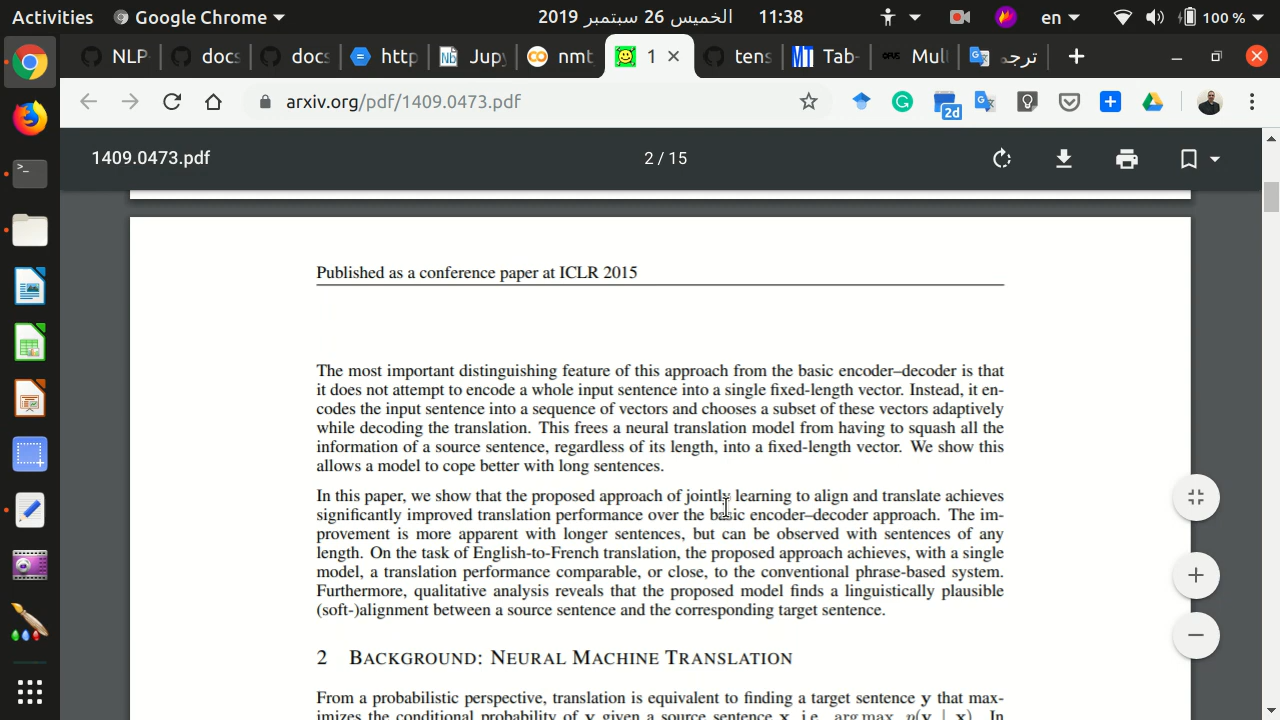 Activities Google Chrome الخميس 26 سبتمبر 2019 11:38 en 100 %
NLP docs docs http Jupy nmt 1 tens Tab- Mul ترجمة
arxiv.org/pdf/1409.0473.pdf 2d
1409.0473.pdf 2 / 15
Published as a conference paper at ICLR 2015
The most important distinguishing feature of this approach from the basic encoder–decoder is that
it does not attempt to encode a whole input sentence into a single fixed-length vector. Instead, it en-
codes the input sentence into a sequence of vectors and chooses a subset of these vectors adaptively
while decoding the translation. This frees a neural translation model from having to squash all the
information of a source sentence, regardless of its length, into a fixed-length vector. We show this
allows a model to cope better with long sentences.
In this paper, we show that the proposed approach of jointly learning to align and translate achieves
significantly improved translation performance over the basic encoder–decoder approach. The im-
provement is more apparent with longer sentences, but can be observed with sentences of any
length. On the task of English-to-French translation, the proposed approach achieves, with a single
model, a translation performance comparable, or close, to the conventional phrase-based system.
Furthermore, qualitative analysis reveals that the proposed model finds a linguistically plausible
(soft-)alignment between a source sentence and the corresponding target sentence.
2 BACKGROUND: NEURAL MACHINE TRANSLATION
From a probabilistic perspective, translation is equivalent to finding a target sentence y that max-
imizes the conditional probability of y given a source sentence x, i.e., arg max p(y | x). In